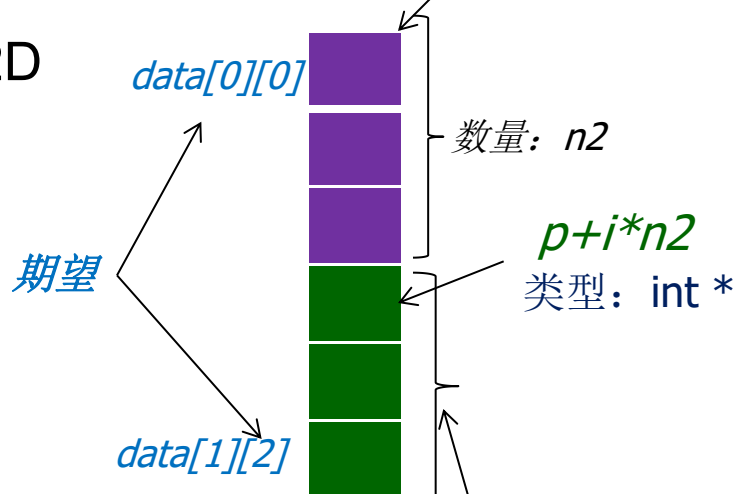 2D
data[0][0]
数量：n2
p+i*n2
期望
类型：int *
data[1][2]